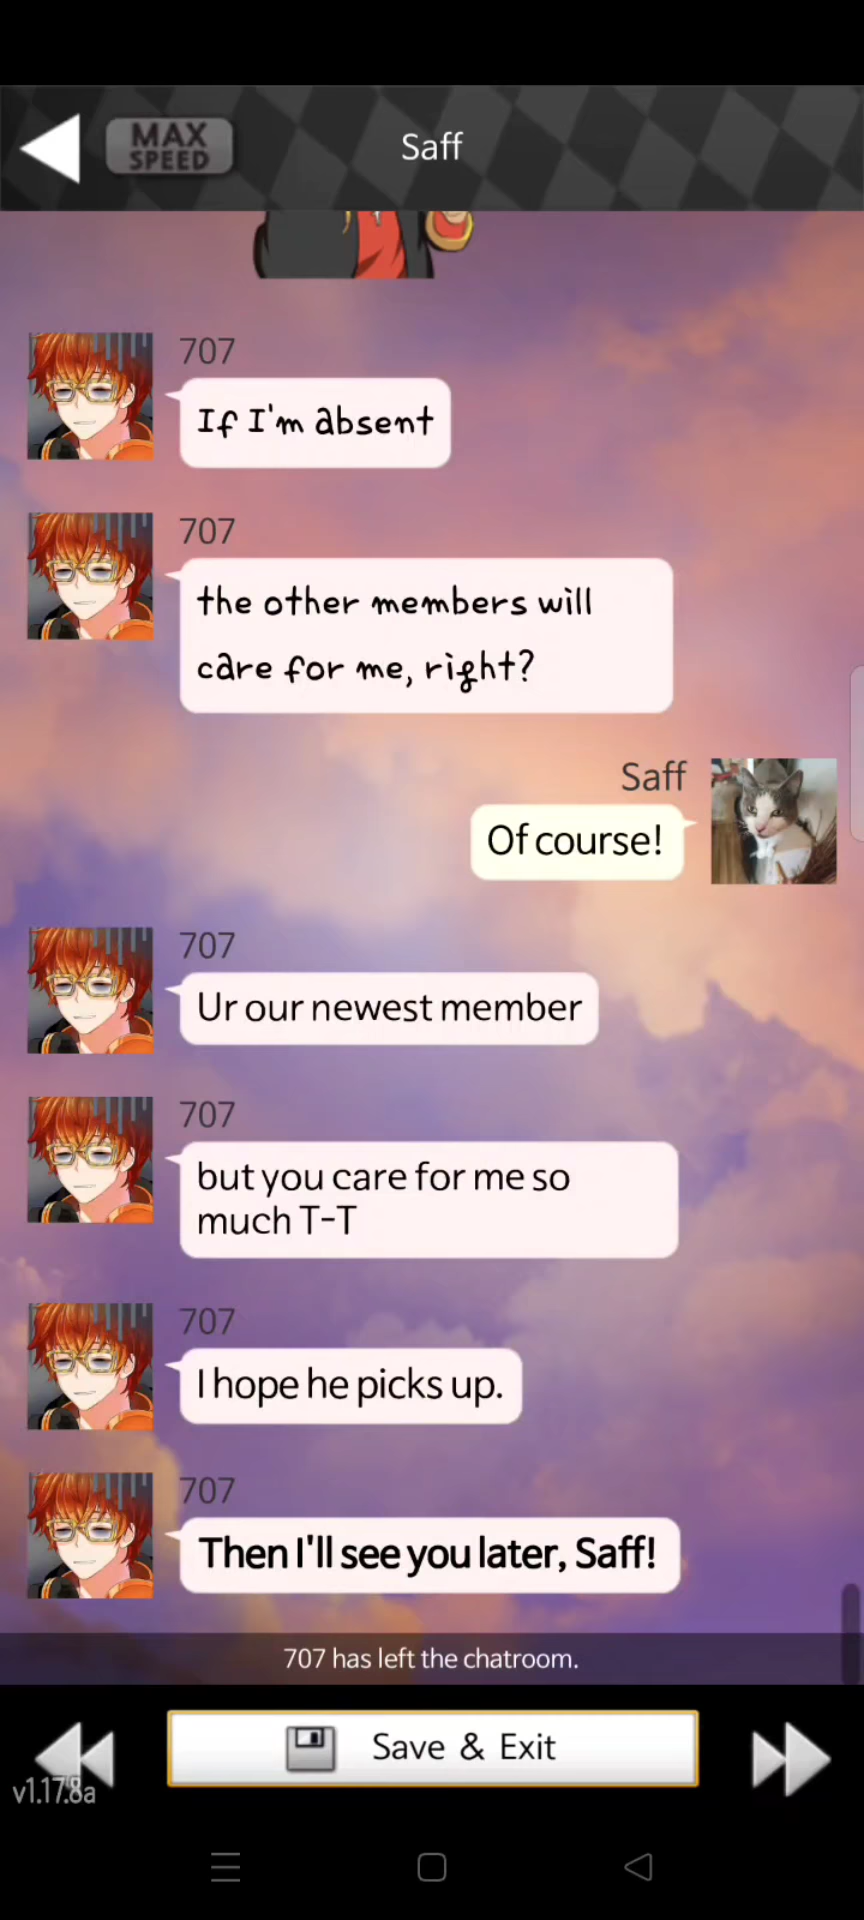 MAX
SPEED
Saff
707
If I'm absent
707
the other members will
care for me, right?
Saff
Of course!
707
Ur our newest member
707
but you care for me so
much T-T
707
I hope he picks up.
707
Then I'll see you later, Saff!
707 has left the chatroom.
Save & Exit
v1.17.8a